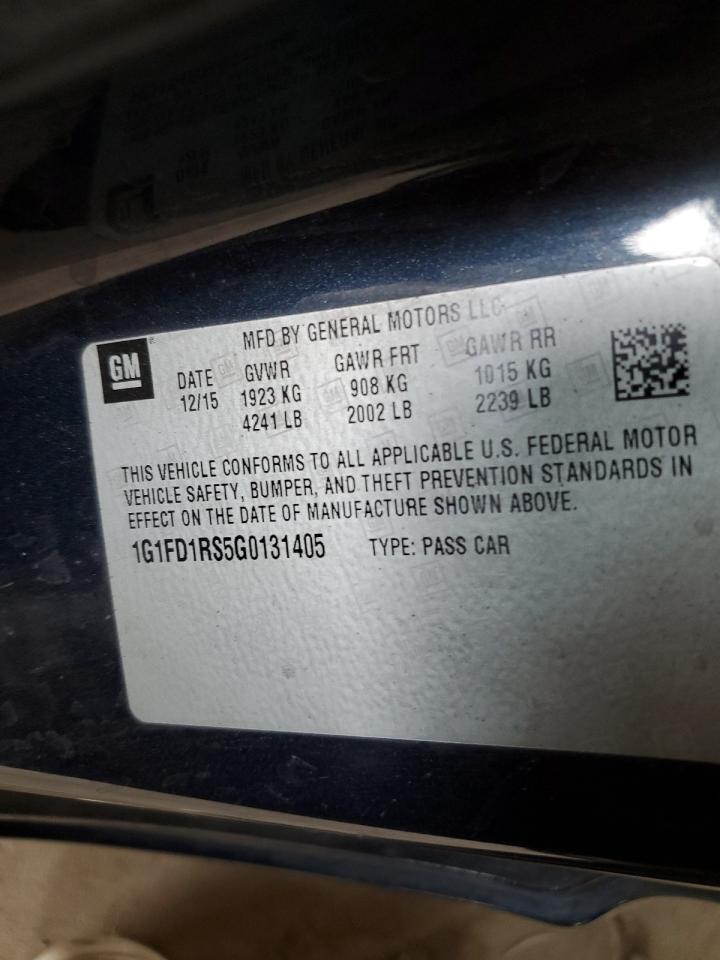 MFD BY GENERAL MOTORS LLC
GM
DATE GVWR GAWR FRT GAWR RR
12/15 1923 KG 908 KG 1015 KG
4241 LB 2002 LB 2239 LB
THIS VEHICLE CONFORMS TO ALL APPLICABLE U.S. FEDERAL MOTOR
VEHICLE SAFETY, BUMPER, AND THEFT PREVENTION STANDARDS IN
EFFECT ON THE DATE OF MANUFACTURE SHOWN ABOVE.
1G1FD1RS5G0131405 TYPE: PASS CAR